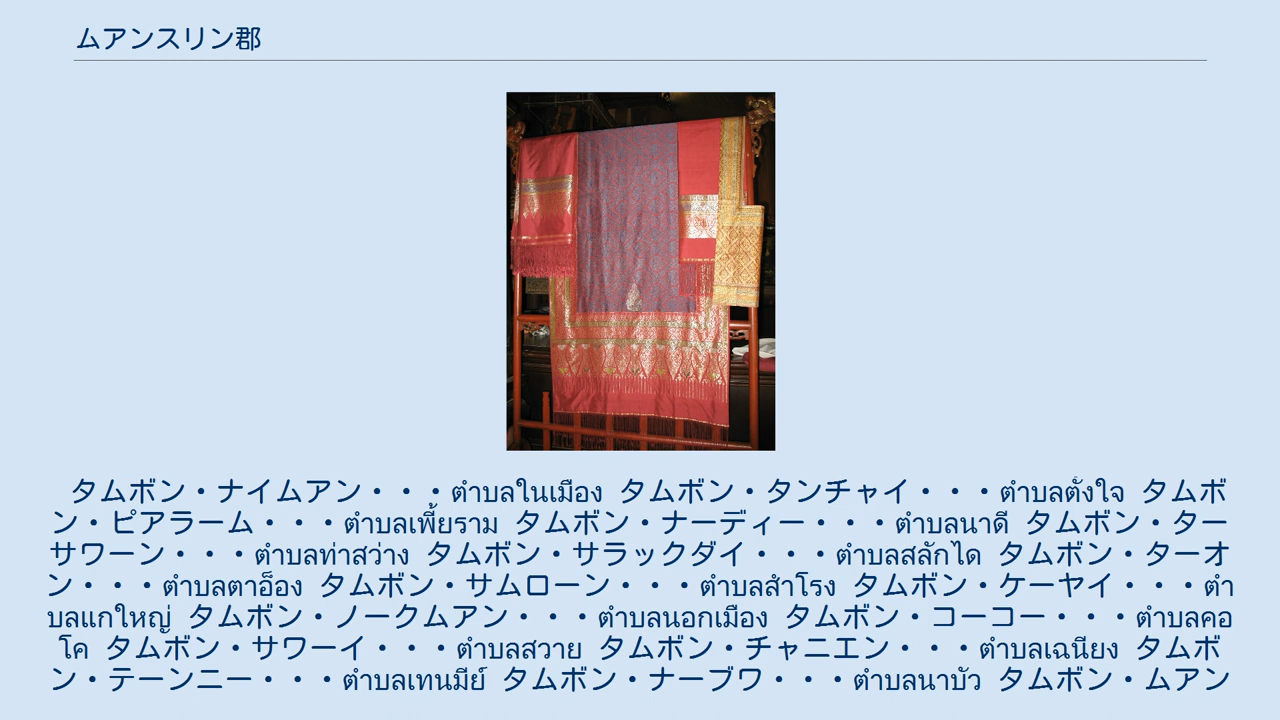 ムアンスリン郡
タムボン・ナイムアン・・・ตำบลในเมือง タムボン・タンチャイ・・・ตำบลตั้งใจ タムボ
ン・ピアラーム・・・ตำบลเพี้ยราม タムボン・ナーディー・・・ตำบลนาดี タムボン・ター
サワーン・・・ตำบลท่าสว่าง タムボン・サラックダイ・・・ตำบลสลักได タムボン・ターオ
ン・・・ตำบลตาอ็อง タムボン・サムローン・・・ตำบลสำโรง タムボン・ケーヤイ・・・ตำ
บลแกใหญ่ タムボン・ノークムアン・・・ตำบลนอกเมือง タムボン・コーコー・・・ตำบลคอ
โค タムボン・サワーイ・・・ตำบลสวาย タムボン・チャニエン・・・ตำบลเฉนียง タムボ
ン・テーンニー・・・ตำบลเทนมีย์ タムボン・ナーブワ・・・ตำบลนาบัว タムボン・ムアン